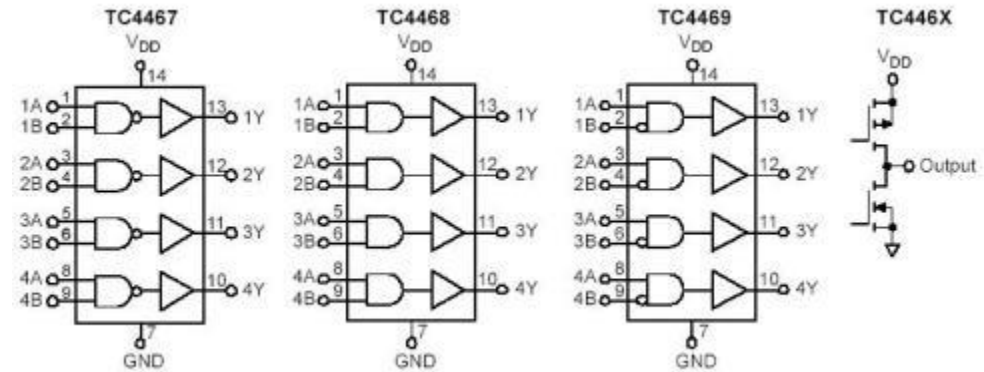 TC4467 TC4468 TC4469 TC446X
VDD VDD VDD VDD
14 14 14
1A 1 13 1Y 1A 1 13 1Y 1A 1 13 1Y
1B 2 1B 2 1B 2
2A 3 12 2Y 2A 3 12 2Y 2A 3 12 2Y Output
2B 4 2B 4 2B 4
3A 5 11 3Y 3A 5 11 3Y 3A 5 11 3Y
3B 6 3B 6 3B 6
4A 8 10 4Y 4A 8 10 4Y 4A 8 10 4Y
4B 9 4B 9 4B 9
7 7 7
GND GND GND